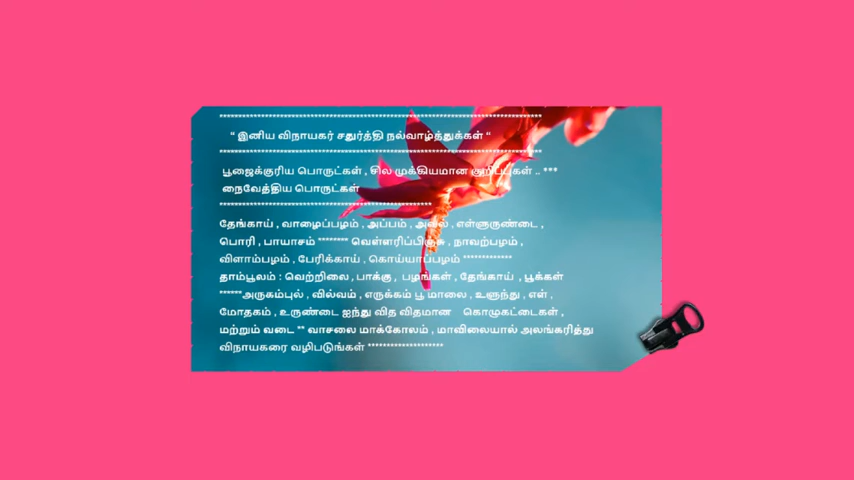 **********************************************************************************
" இனிய விநாயகர் சதுர்த்தி நல்வாழ்த்துக்கள் "
**********************************************************************************
பூஜைக்குரிய பொருட்கள் , சில முக்கியமான குறிப்புகள் .. ***
நைவேத்திய பொருட்கள்
******************************************************
தேங்காய் , வாழைப்பழம் , அப்பம் , அவல் , எள்ளுருண்டை ,
பொரி , பாயாசம் ******** வெள்ளரிப்பிஞ்சு , நாவற்பழம் ,
விளாம்பழம் , பேரிக்காய் , கொய்யாப்பழம் *************
தாம்பூலம் : வெற்றிலை , பாக்கு , பழங்கள் , தேங்காய் , பூக்கள்
******அருகம்புல் , வில்வம் , எருக்கம் பூ மாலை , உளுந்து , எள் ,
மோதகம் , உருண்டை ஐந்து வித விதமான கொழுகட்டைகள் ,
மற்றும் வடை ** வாசலை மாக்கோலம் , மாவிலையால் அலங்கரித்து
விநாயகரை வழிபடுங்கள் ********************